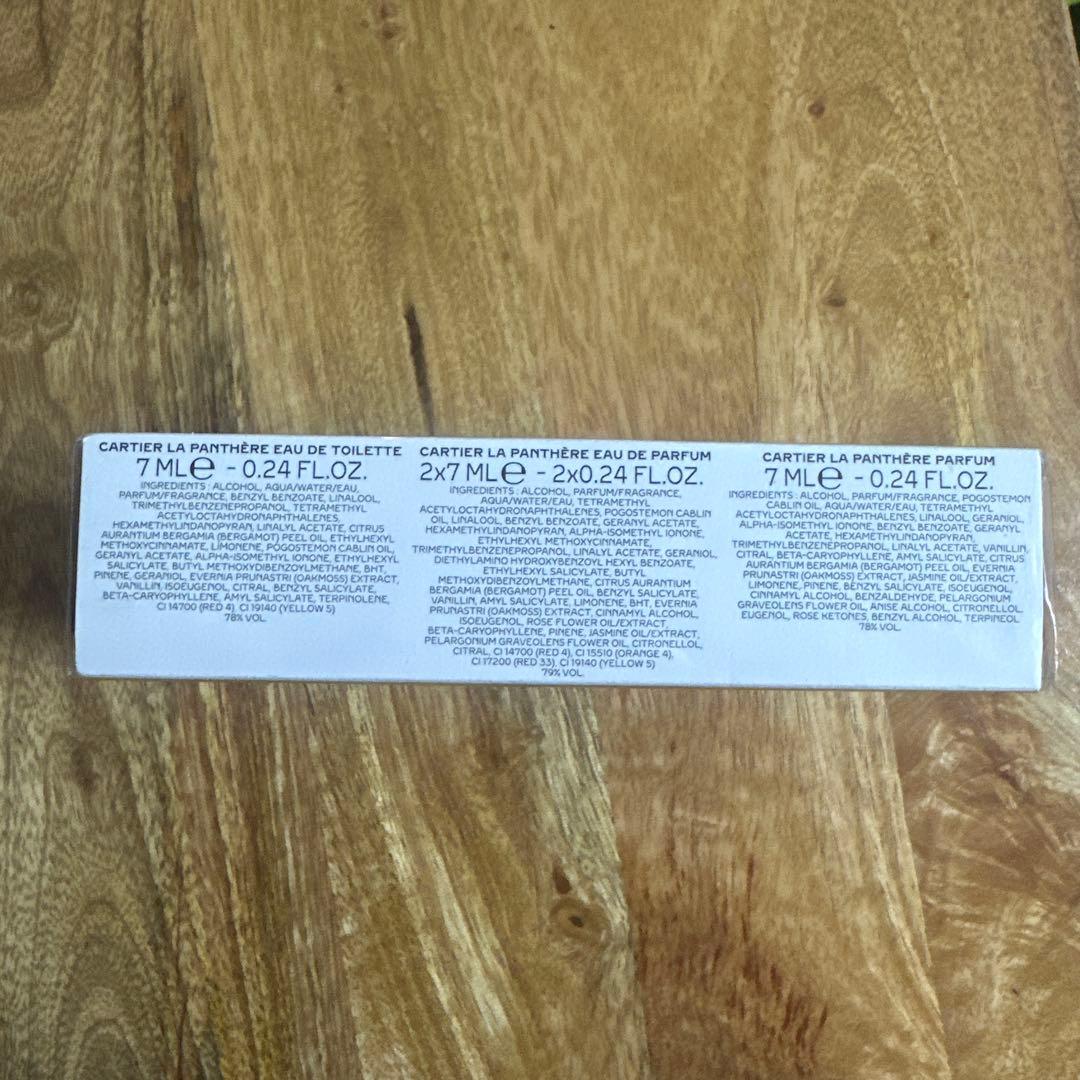 CARTIER LA PANTHÈRE EAU DE TOILETTE
7 ML℮ - 0.24 FL.OZ.
INGREDIENTS : ALCOHOL, AQUA/WATER/EAU,
PARFUM/FRAGRANCE, BENZYL BENZOATE, LINALOOL,
TRIMETHYLBENZENEPROPANOL, TETRAMETHYL
ACETYLOCTAHYDRONAPHTHALENES,
HEXAMETHYLINDANOPYRAN, LINALYL ACETATE, CITRUS
AURANTIUM BERGAMIA (BERGAMOT) PEEL OIL, ETHYLHEXYL
METHOXYCINNAMATE, LIMONENE, POGOSTEMON CABLIN OIL,
GERANYL ACETATE, ALPHA-ISOMETHYL IONONE, ETHYLHEXYL
SALICYLATE, BUTYL METHOXYDIBENZOYLMETHANE, BHT,
PINENE, GERANIOL, EVERNIA PRUNASTRI (OAKMOSS) EXTRACT,
VANILLIN, ISOEUGENOL, CITRAL, BENZYL SALICYLATE,
BETA-CARYOPHYLLENE, AMYL SALICYLATE, TERPINOLENE,
CI 14700 (RED 4), CI 19140 (YELLOW 5)
78% VOL.
CARTIER LA PANTHÈRE EAU DE PARFUM
2x7 ML℮ - 2x0.24 FL.OZ.
INGREDIENTS : ALCOHOL, PARFUM/FRAGRANCE,
AQUA/WATER/EAU, TETRAMETHYL
ACETYLOCTAHYDRONAPHTHALENES, POGOSTEMON CABLIN
OIL, LINALOOL, BENZYL BENZOATE, GERANYL ACETATE,
HEXAMETHYLINDANOPYRAN, ALPHA-ISOMETHYL IONONE,
ETHYLHEXYL METHOXYCINNAMATE,
TRIMETHYLBENZENEPROPANOL, LINALYL ACETATE, GERANIOL,
DIETHYLAMINO HYDROXYBENZOYL HEXYL BENZOATE,
ETHYLHEXYL SALICYLATE, BUTYL
METHOXYDIBENZOYLMETHANE, CITRUS AURANTIUM
BERGAMIA (BERGAMOT) PEEL OIL, BENZYL SALICYLATE,
VANILLIN, AMYL SALICYLATE, LIMONENE, BHT, EVERNIA
PRUNASTRI (OAKMOSS) EXTRACT, CINNAMYL ALCOHOL,
ISOEUGENOL, ROSE FLOWER OIL/EXTRACT,
BETA-CARYOPHYLLENE, PINENE, JASMINE OIL/EXTRACT,
PELARGONIUM GRAVEOLENS FLOWER OIL, CITRONELLOL,
CITRAL, CI 14700 (RED 4), CI 15510 (ORANGE 4),
CI 17200 (RED 33), CI 19140 (YELLOW 5)
79% VOL.
CARTIER LA PANTHÈRE PARFUM
7 ML℮ - 0.24 FL.OZ.
INGREDIENTS : ALCOHOL, PARFUM/FRAGRANCE, POGOSTEMON
CABLIN OIL, AQUA/WATER/EAU, TETRAMETHYL
ACETYLOCTAHYDRONAPHTHALENES, LINALOOL, GERANIOL,
ALPHA-ISOMETHYL IONONE, BENZYL BENZOATE, GERANYL
ACETATE, HEXAMETHYLINDANOPYRAN,
TRIMETHYLBENZENEPROPANOL, LINALYL ACETATE, VANILLIN,
CITRAL, BETA-CARYOPHYLLENE, AMYL SALICYLATE, CITRUS
AURANTIUM BERGAMIA (BERGAMOT) PEEL OIL, EVERNIA
PRUNASTRI (OAKMOSS) EXTRACT, JASMINE OIL/EXTRACT,
LIMONENE, PINENE, BENZYL SALICYLATE, ISOEUGENOL,
CINNAMYL ALCOHOL, BENZALDEHYDE, PELARGONIUM
GRAVEOLENS FLOWER OIL, ANISE ALCOHOL, CITRONELLOL,
EUGENOL, ROSE KETONES, BENZYL ALCOHOL, TERPINEOL
78% VOL.